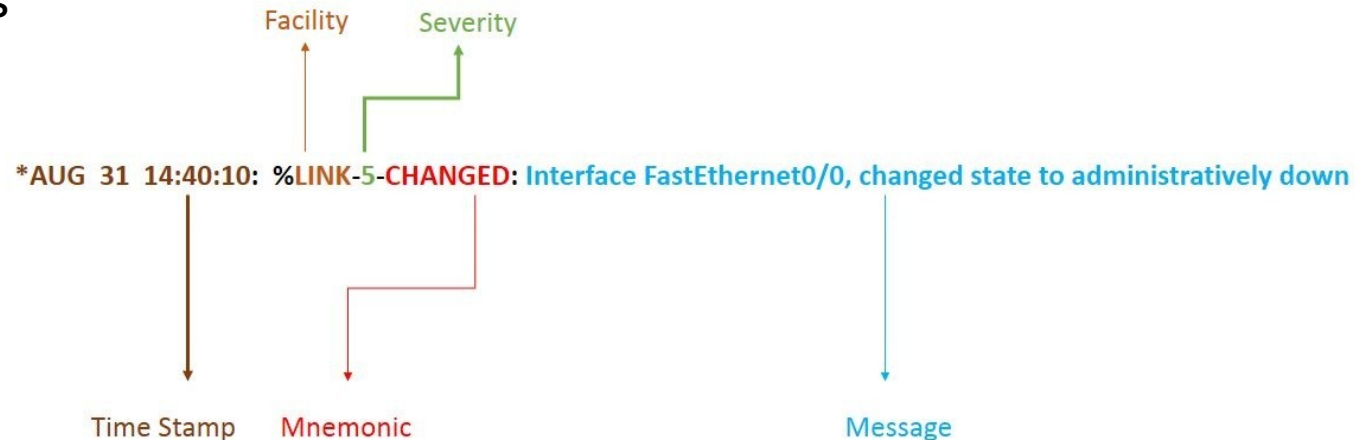 Facility Severity
*AUG 31 14:40:10: %LINK-5-CHANGED: Interface FastEthernet0/0, changed state to administratively down
Time Stamp Mnemonic Message